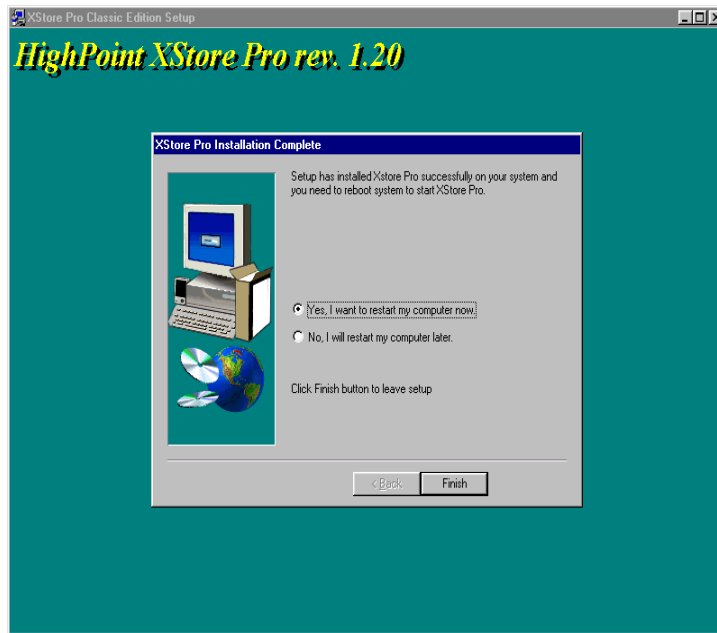 XStore Pro Classic Edition Setup
HighPoint XStore Pro rev. 1.20
XStore Pro Installation Complete
Setup has installed Xstore Pro successfully on your system and
you need to reboot system to start XStore Pro.
Yes, I want to restart my computer now.
No, I will restart my computer later.
Click Finish button to leave setup
< Back
Finish